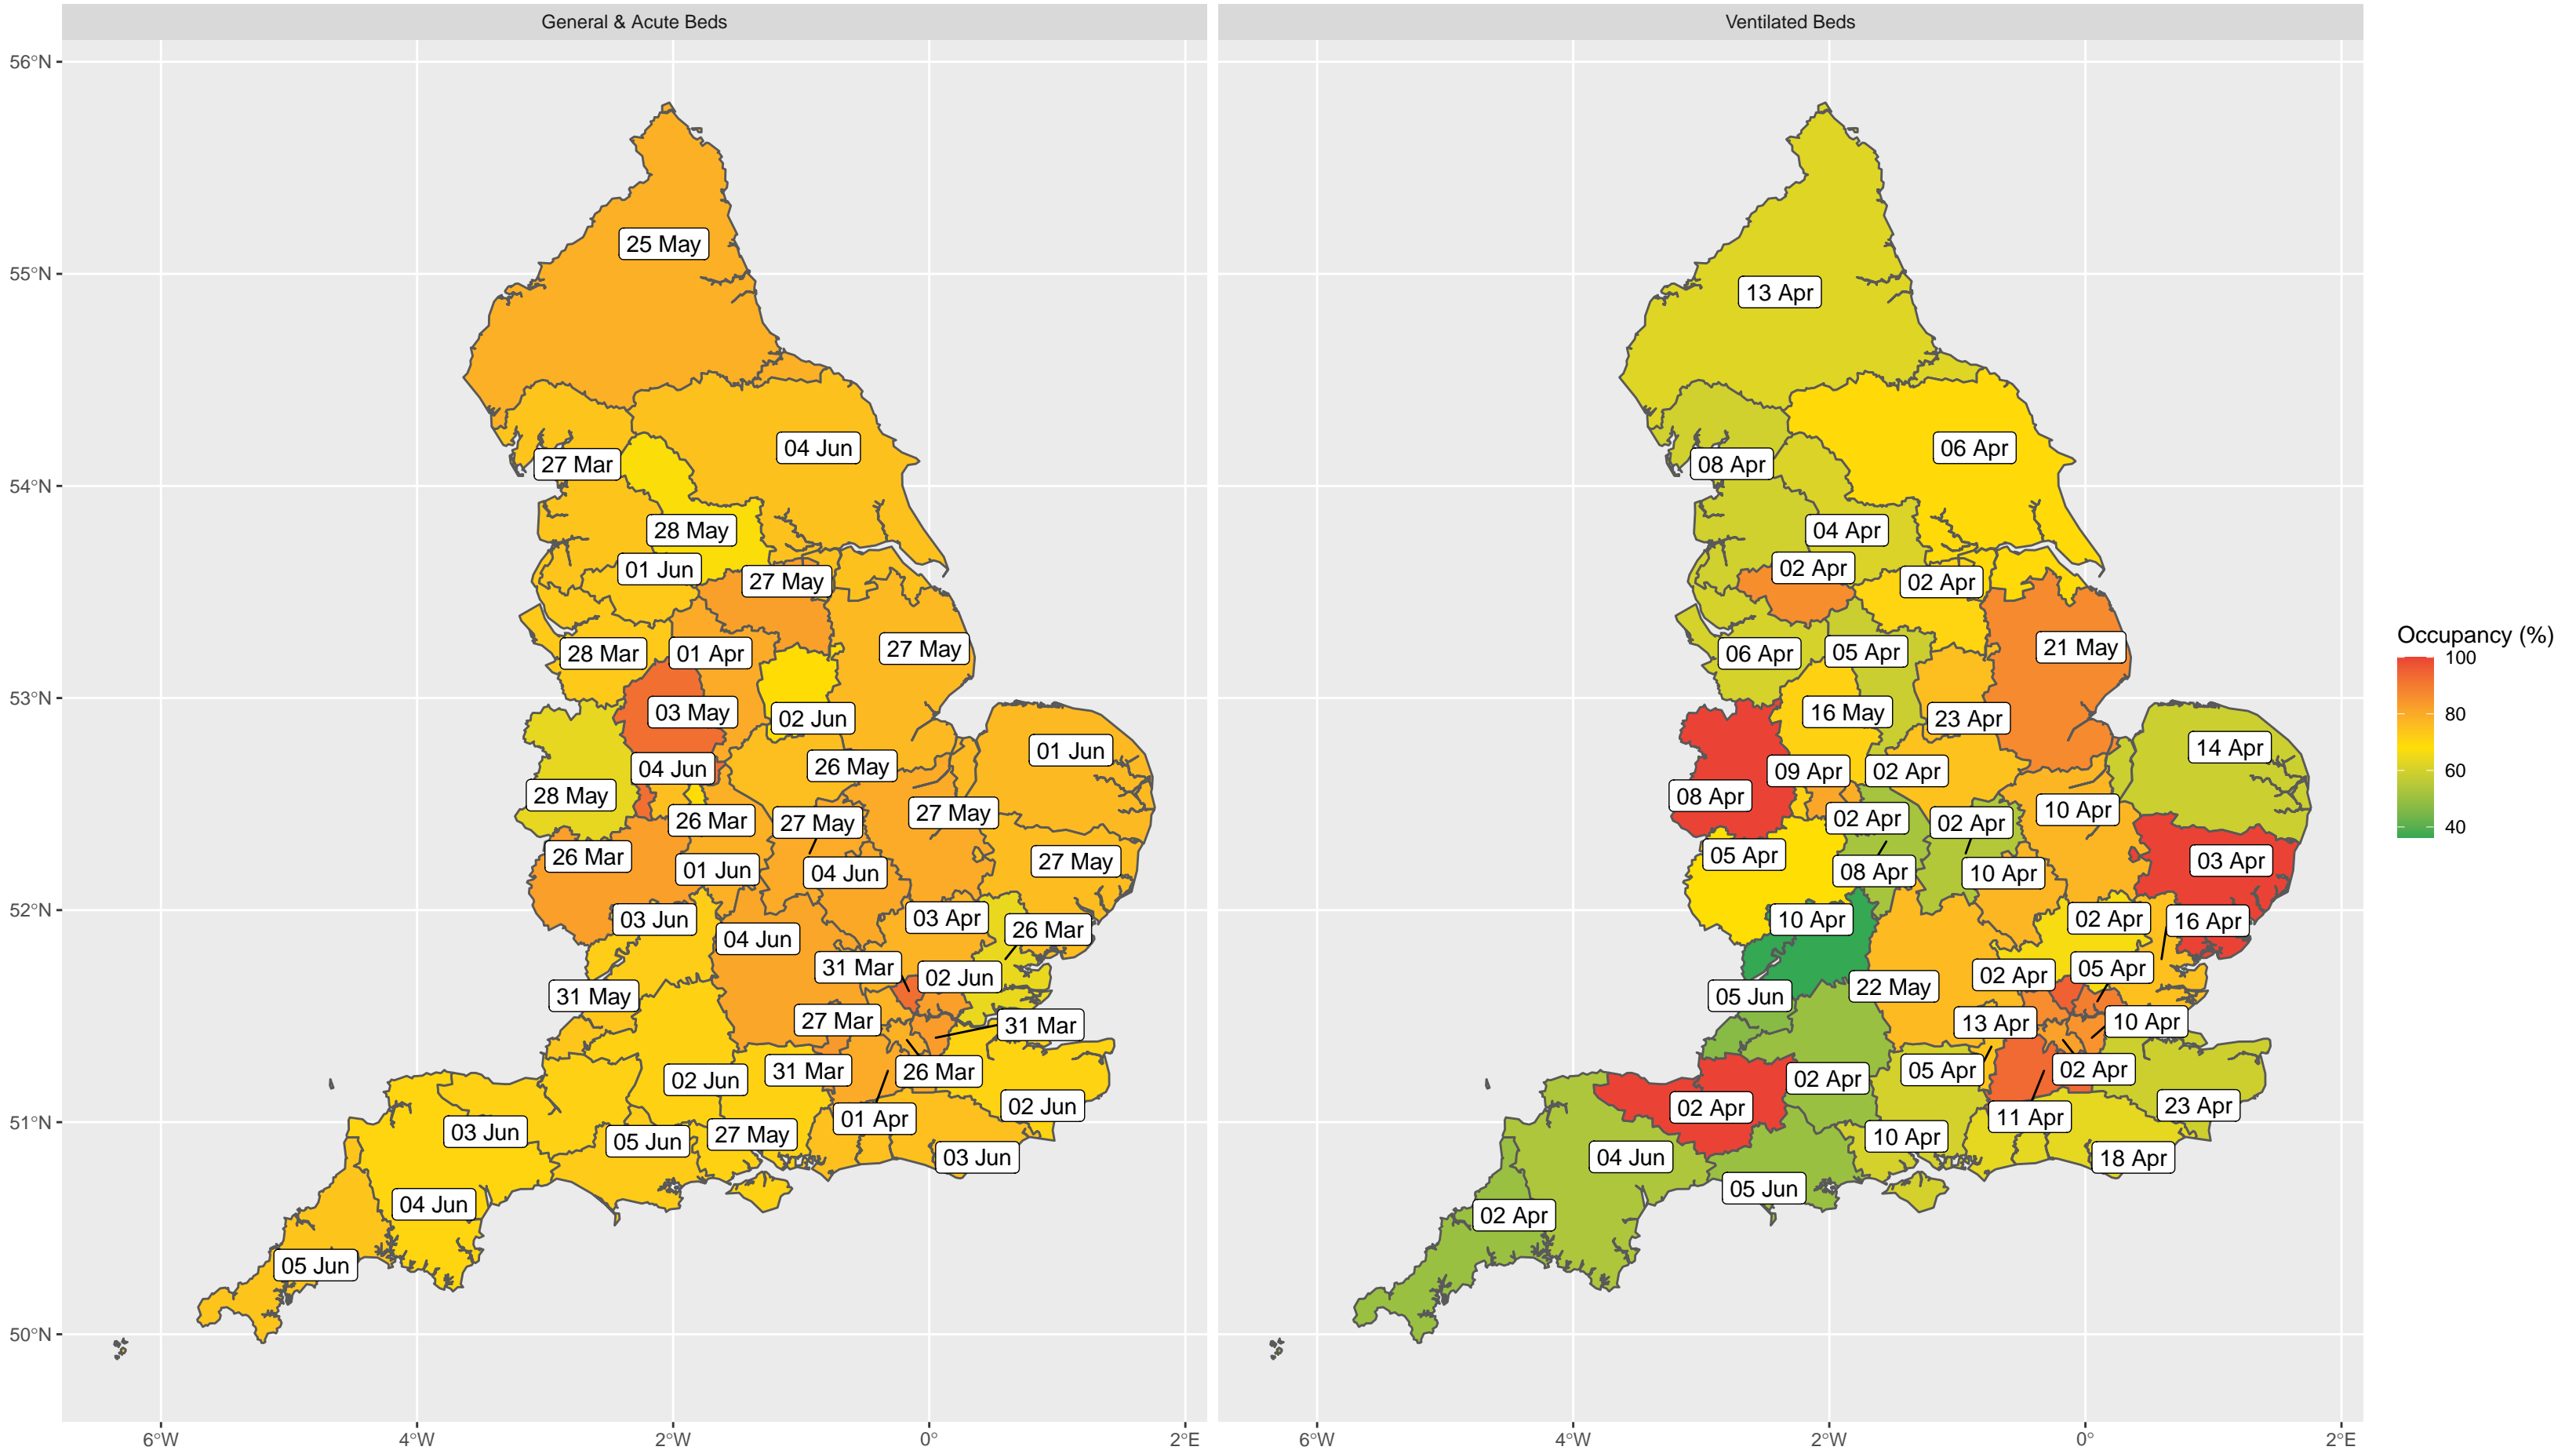 General & Acute Beds
Ventilated Beds
56°N
55°N
54°N
53°N
52°N
51°N
50°N
25 May
04 Jun
27 Mar
28 May
01 Jun
27 May
28 Mar
01 Apr
27 May
03 May
02 Jun
01 Jun
04 Jun
26 May
28 May
27 May
26 Mar
27 May
26 Mar
27 May
01 Jun
04 Jun
03 Jun
03 Apr
26 Mar
04 Jun
31 Mar
02 Jun
31 May
27 Mar
31 Mar
02 Jun
31 Mar
26 Mar
01 Apr
02 Jun
03 Jun
05 Jun
27 May
03 Jun
04 Jun
05 Jun
6°W
4°W
2°W
0°
2°E
13 Apr
06 Apr
08 Apr
04 Apr
02 Apr
02 Apr
06 Apr
05 Apr
21 May
16 May
23 Apr
14 Apr
09 Apr
02 Apr
08 Apr
10 Apr
02 Apr
02 Apr
05 Apr
08 Apr
10 Apr
03 Apr
10 Apr
02 Apr
16 Apr
02 Apr
05 Apr
22 May
05 Jun
13 Apr
10 Apr
02 Apr
05 Apr
02 Apr
02 Apr
11 Apr
23 Apr
04 Jun
10 Apr
18 Apr
05 Jun
02 Apr
6°W
4°W
2°W
0°
2°E
Occupancy (%)
100
80
60
40